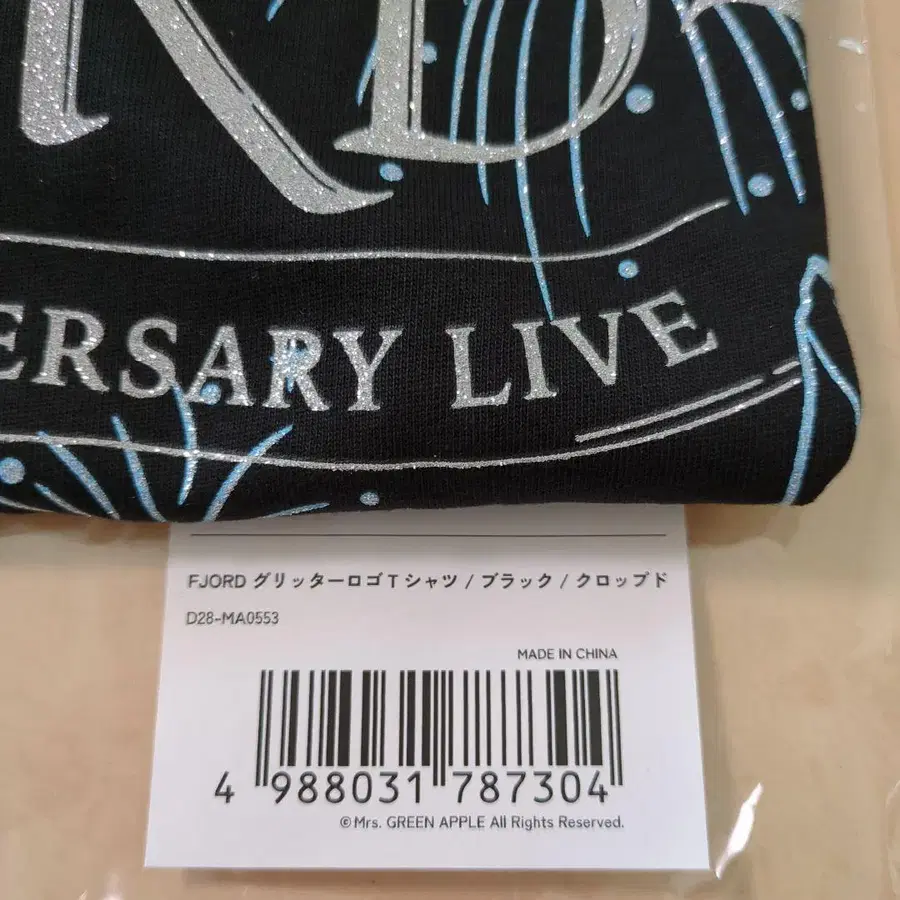 RD
ERSARY LIVE
FJORD グリッターロゴTシャツ / ブラック / クロップド
D28-MA0553
MADE IN CHINA
4 988031 787304
©Mrs. GREEN APPLE All Rights Reserved.